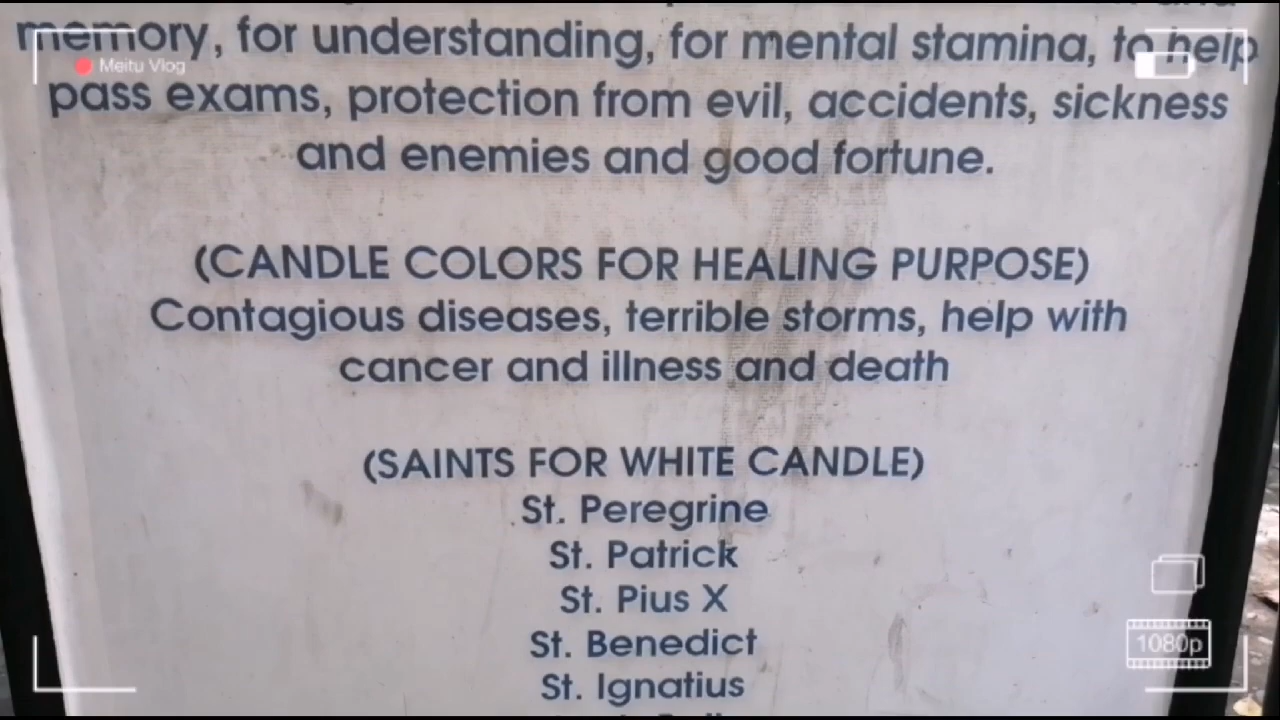 memory, for understanding, for mental stamina, to help
Meitu Vlog
pass exams, protection from evil, accidents, sickness
and enemies and good fortune.
(CANDLE COLORS FOR HEALING PURPOSE)
Contagious diseases, terrible storms, help with
cancer and illness and death
(SAINTS FOR WHITE CANDLE)
St. Peregrine
St. Patrick
St. Pius X
St. Benedict
1080p
St. Ignatius